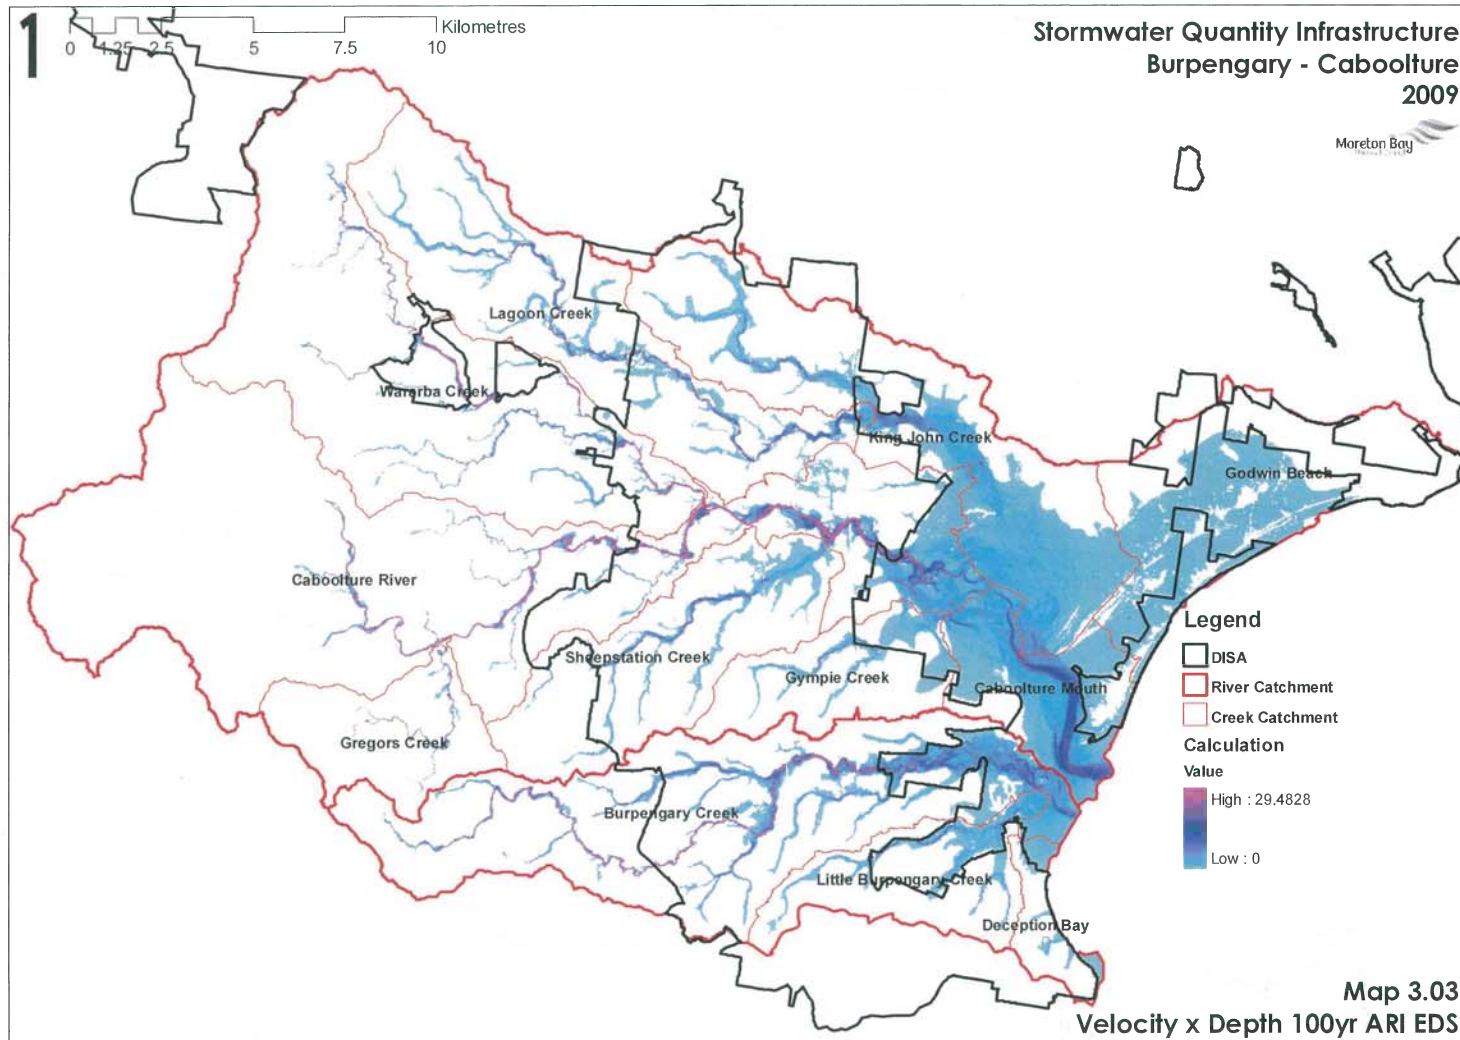 1
Kilometres
0 1.25 2.5 5 7.5 10
Stormwater Quantity Infrastructure
Burpengary - Caboolture
2009
Moreton Bay
Lagoon Creek
Wararba Creek
King John Creek
Godwin Beach
Caboolture River
Sheepstation Creek
Gympie Creek
Caboolture Mouth
Gregors Creek
Burpengary Creek
Little Burpengary Creek
Deception Bay
Legend
DISA
River Catchment
Creek Catchment
Calculation
Value
High : 29.4828
Low : 0
Map 3.03
Velocity x Depth 100yr ARI EDS